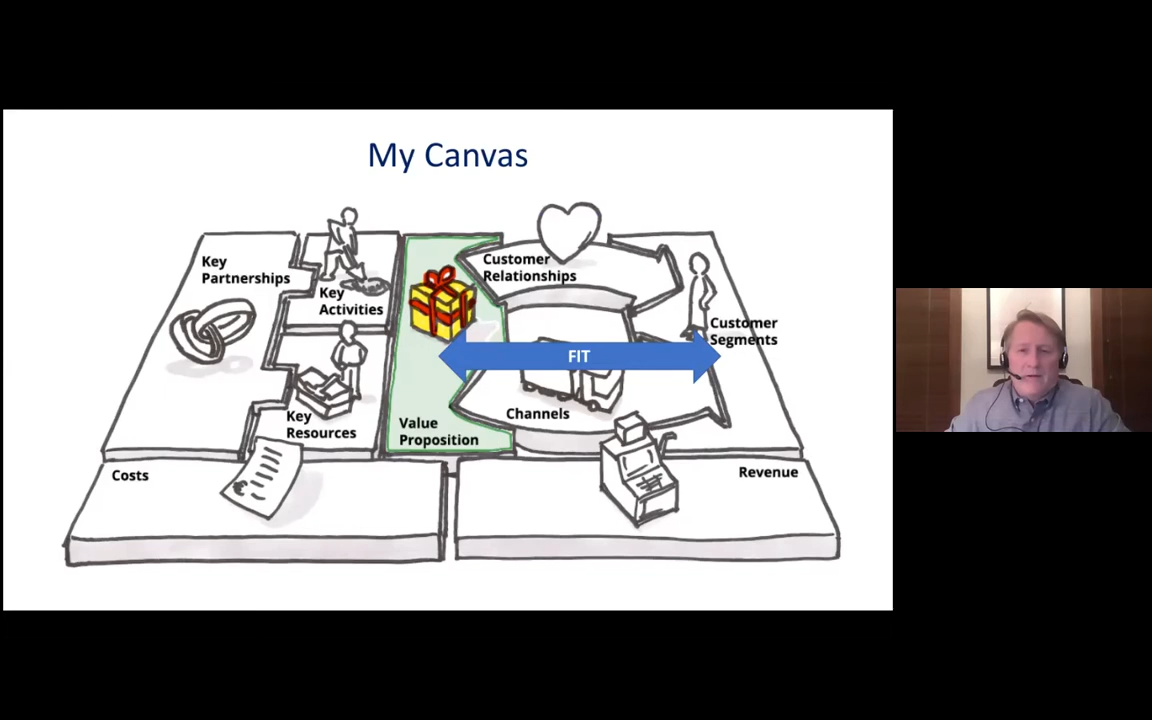 My Canvas
Key
Partnerships
Key
Activities
Key
Resources
Value
Proposition
Customer
Relationships
FIT
Channels
Customer
Segments
Costs
Revenue